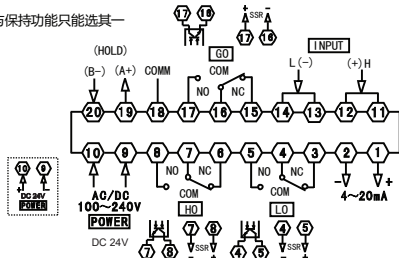 与保持功能只能选其一
17 16
+ SSR −
17 16
GO
INPUT
(HOLD)
(B-) (A+) COMM
COM
NO NC
L(-) (+)H
20 19 18 17 16 15 14 13 12 11
10 9 8 7 6 5 4 3 2 1
10 9
+ −
DC 24V
POWER
AC/DC
100~240V
POWER
DC 24V
NO NC
COM
HO
NO NC
COM
LO
− +
4~20mA
7 8
7 8
SSR
4 5
4 5
SSR